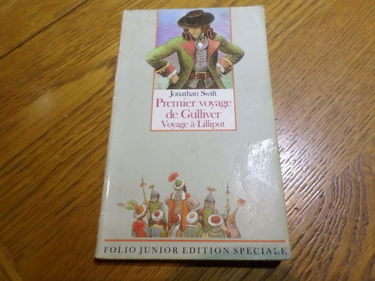 Jonathan Swift
Premier voyage
de Gulliver
Voyage à Lilliput
FOLIO JUNIOR EDITION SPECIALE